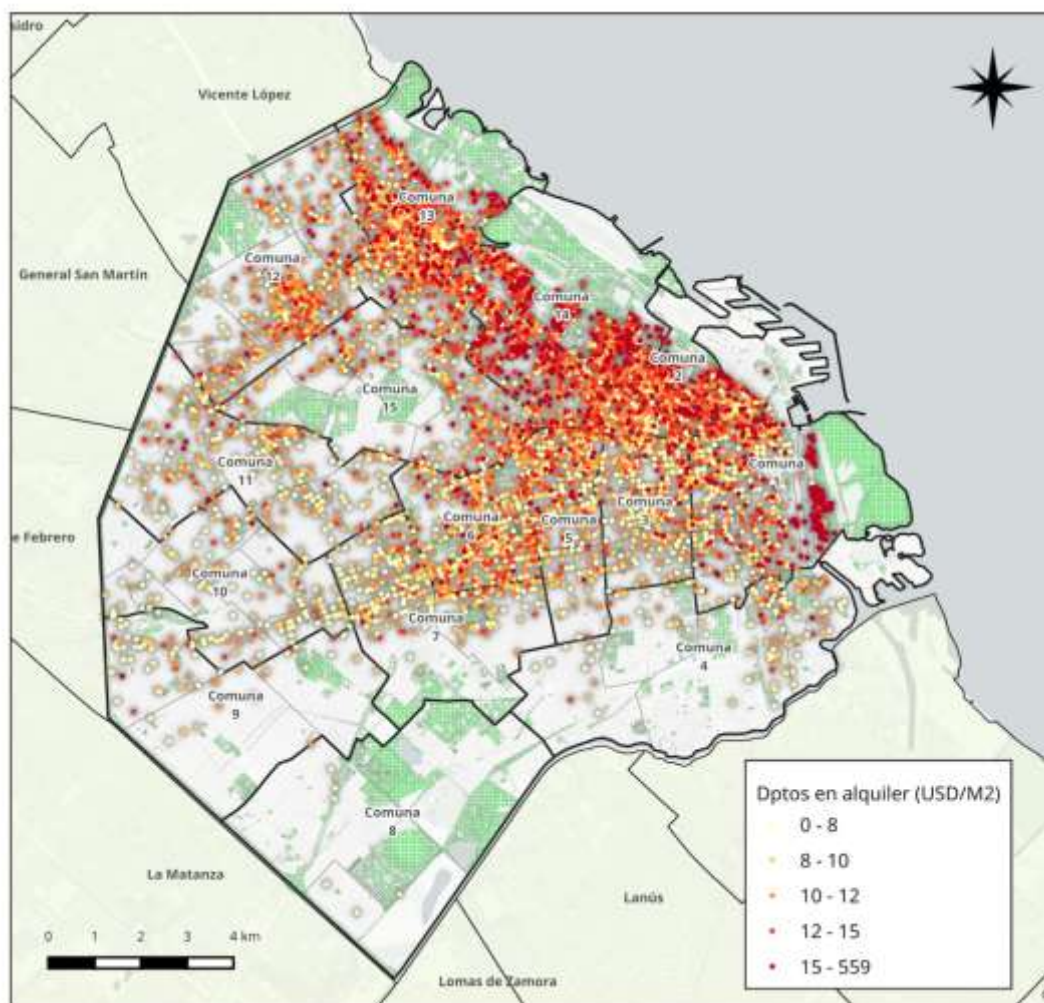 Vicente López
Comuna
13
General San Martín
Comuna
12
Comuna
14
Comuna
2
Comuna
15
Comuna
11
Comuna
1
Comuna
3
Comuna
6
Comuna
5
e Febrero
Comuna
10
Comuna
7
Comuna
4
Comuna
9
Comuna
8
La Matanza
Lanús
Lomas de Zamora
0 1 2 3 4 km
Dptos en alquiler (USD/M2)
0 - 8
8 - 10
10 - 12
12 - 15
15 - 559